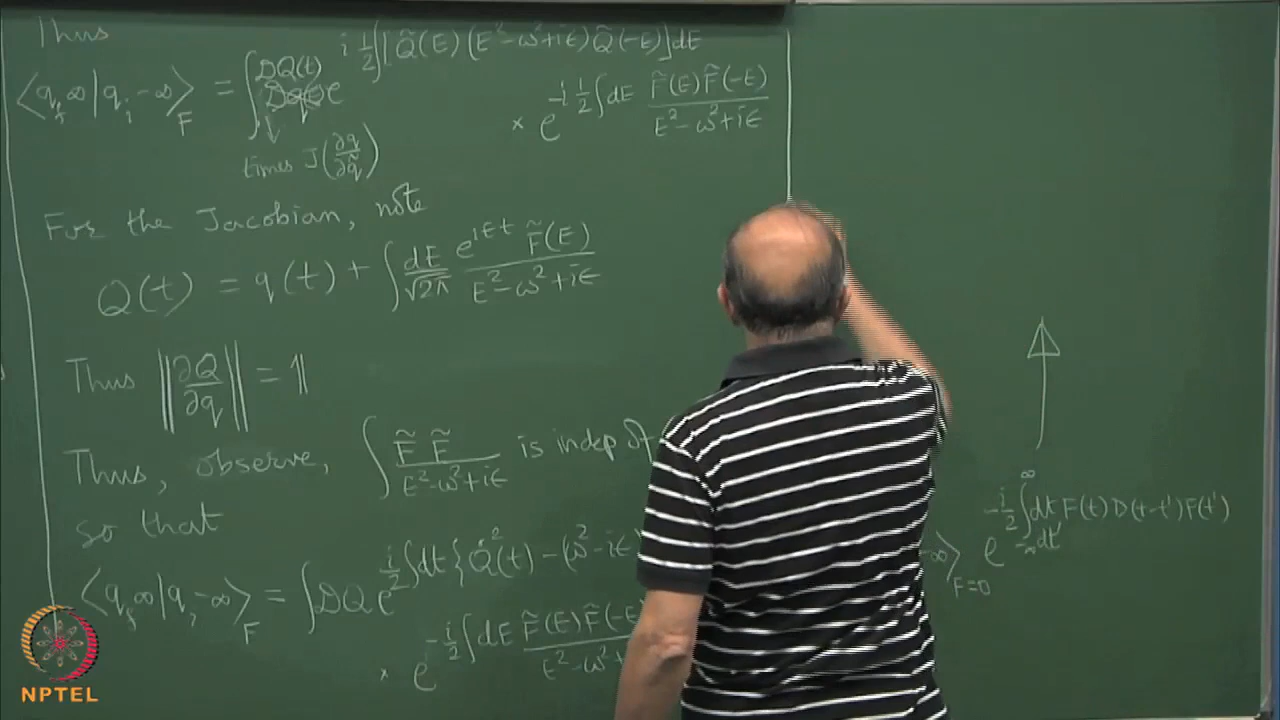 Thus
⟨q_f ∞ | q_i -∞⟩_F = ∫ 𝒟Q(t) e^{i ½ ∫[Q̃(E)(E²-ω²+iε)Q̃(-E)]dE}
× e^{-i ½ ∫dE F̃(E)F̃(-E) / E²-ω²+iε}
times J(∂q/∂q̃)
For the Jacobian, note
Q(t) = q(t) + ∫ dE/√2π e^{iEt} F̃(E) / E²-ω²+iε
Thus ||∂Q/∂q|| = 1
Thus, observe, ∫ F̃ F̃ / E²-ω²+iε is indep of
so that
⟨q_f ∞ | q_i -∞⟩_F = ∫ 𝒟Q e^{i/2 ∫dt {Q̇²(t) - (ω²-iε
× e^{-i/2 ∫dE F̃(E)F̃(-E / E²-ω²+
-∞⟩_{F=0} e^{-i/2 ∫_{-∞}^{∞} dt dt' F(t) D(t-t') F(t')}
NPTEL